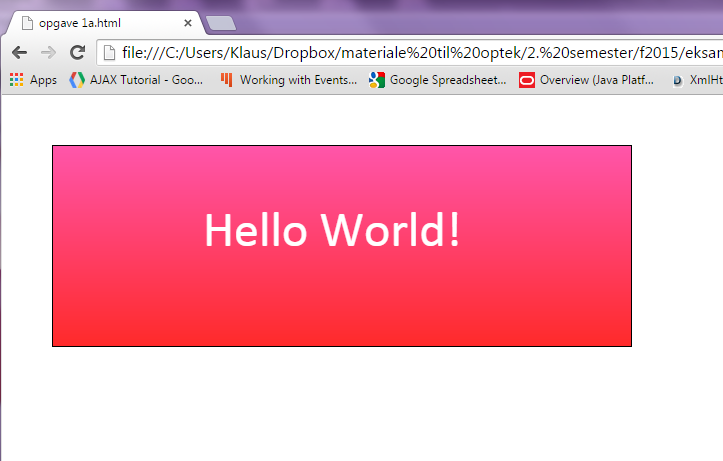 opgave 1a.html
file:///C:/Users/Klaus/Dropbox/materiale%20til%20optek/2.%20semester/f2015/eksam
Apps AJAX Tutorial - Goo... Working with Events... Google Spreadsheet... Overview (Java Platf... XmlHt
Hello World!